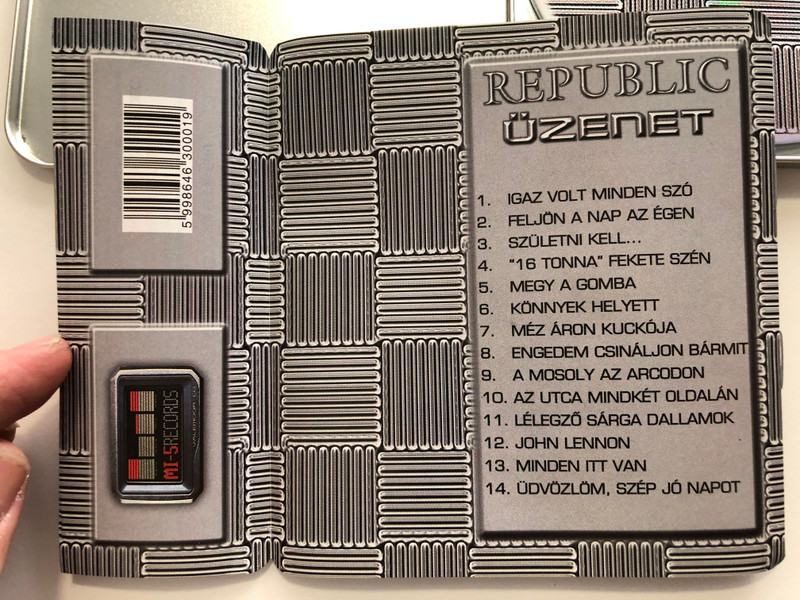 5 998646 300019
MI-5RECORDS
REPUBLIC
ÜZENET
1. IGAZ VOLT MINDEN SZÓ
2. FELJÖN A NAP AZ ÉGEN
3. SZÜLETNI KELL...
4. "16 TONNA" FEKETE SZÉN
5. MEGY A GOMBA
6. KÖNNYEK HELYETT
7. MÉZ ÁRON KUCKÓJA
8. ENGEDEM CSINÁLJON BÁRMIT
9. A MOSOLY AZ ARCODON
10. AZ UTCA MINDKÉT OLDALÁN
11. LÉLEGZŐ SÁRGA DALLAMOK
12. JOHN LENNON
13. MINDEN ITT VAN
14. ÜDVÖZLÖM, SZÉP JÓ NAPOT